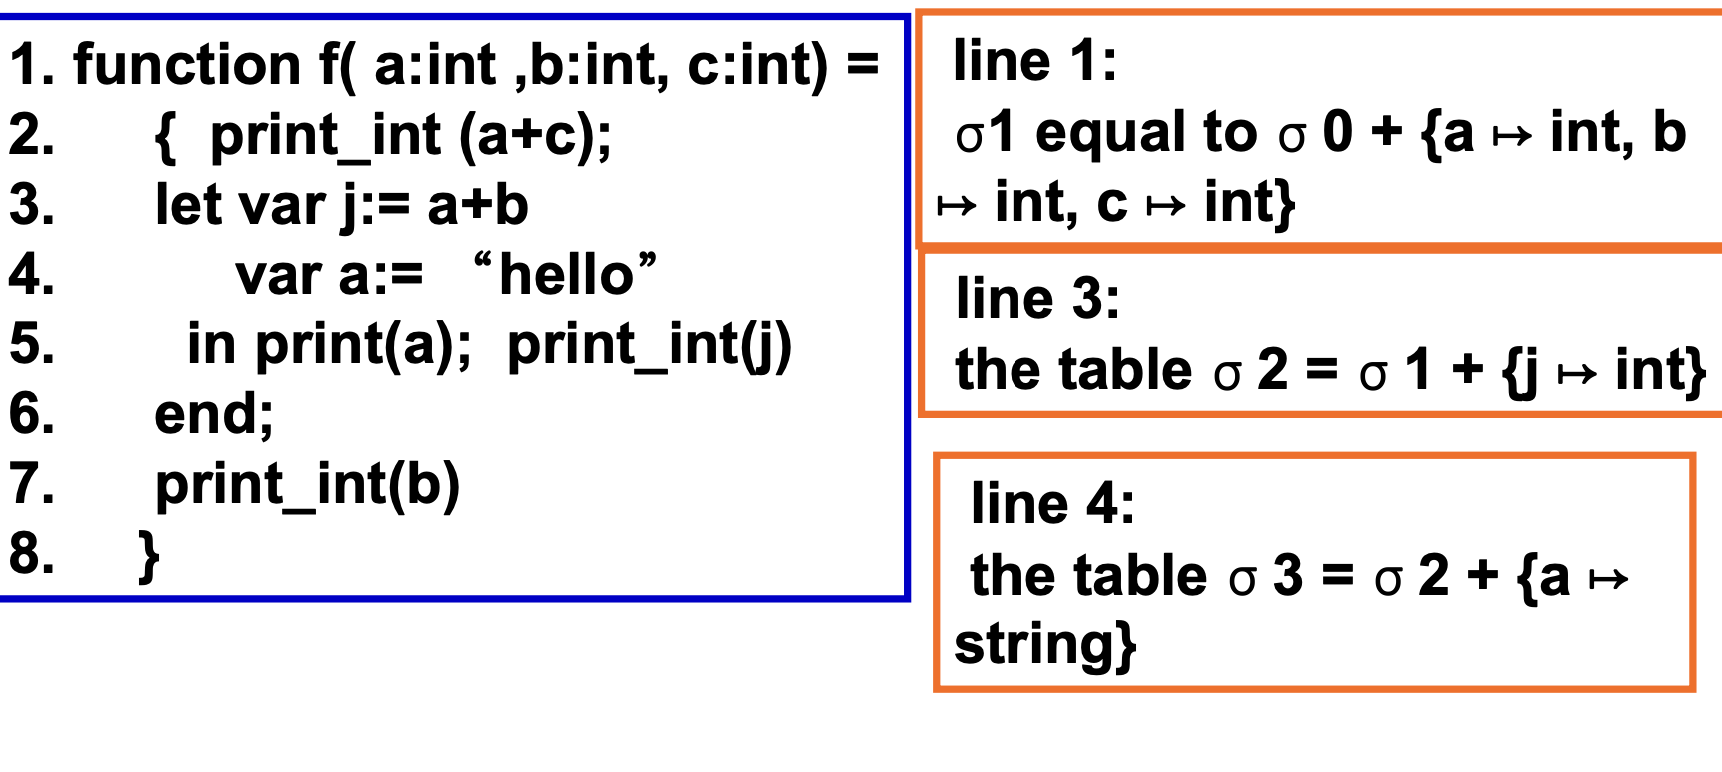 1. function f( a:int ,b:int, c:int) =
2. { print_int (a+c);
3. let var j:= a+b
4. var a:= “hello”
5. in print(a); print_int(j)
6. end;
7. print_int(b)
8. }
line 1:
σ1 equal to σ 0 + {a ↦ int, b
↦ int, c ↦ int}
line 3:
the table σ 2 = σ 1 + {j ↦ int}
line 4:
the table σ 3 = σ 2 + {a ↦
string}